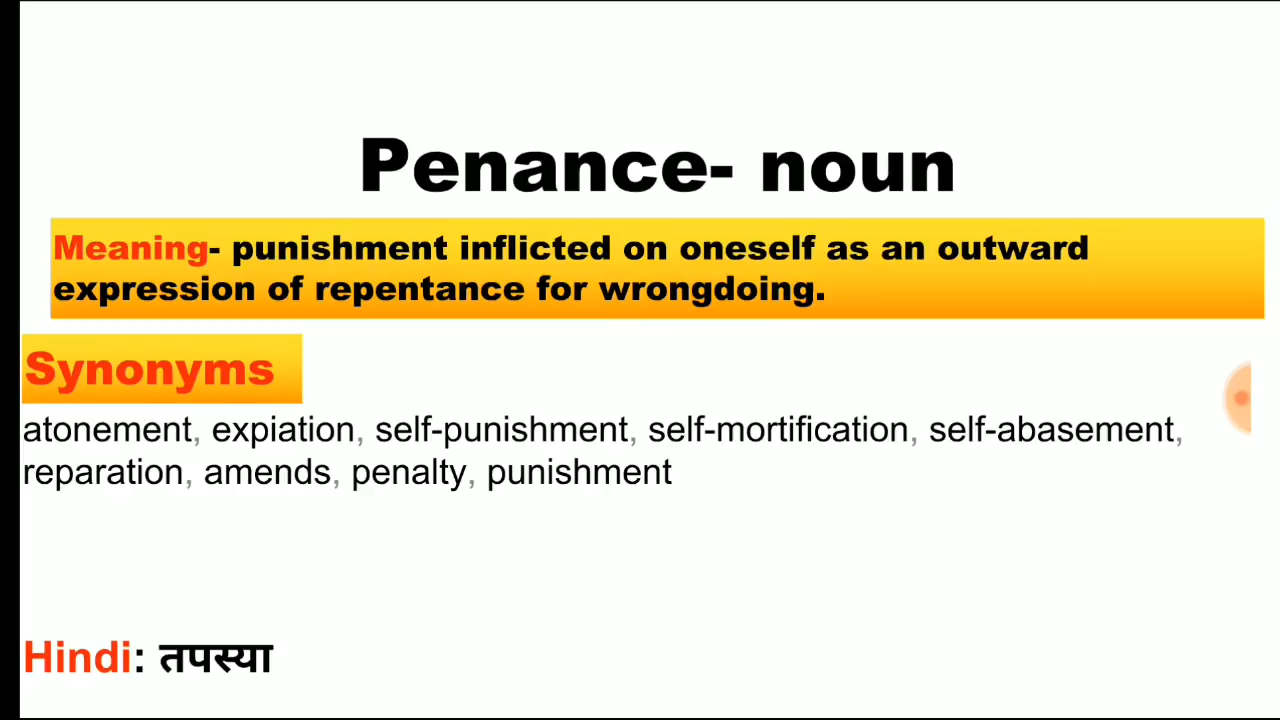 Penance- noun
Meaning- punishment inflicted on oneself as an outward
expression of repentance for wrongdoing.
Synonyms
atonement, expiation, self-punishment, self-mortification, self-abasement,
reparation, amends, penalty, punishment
Hindi: तपस्या